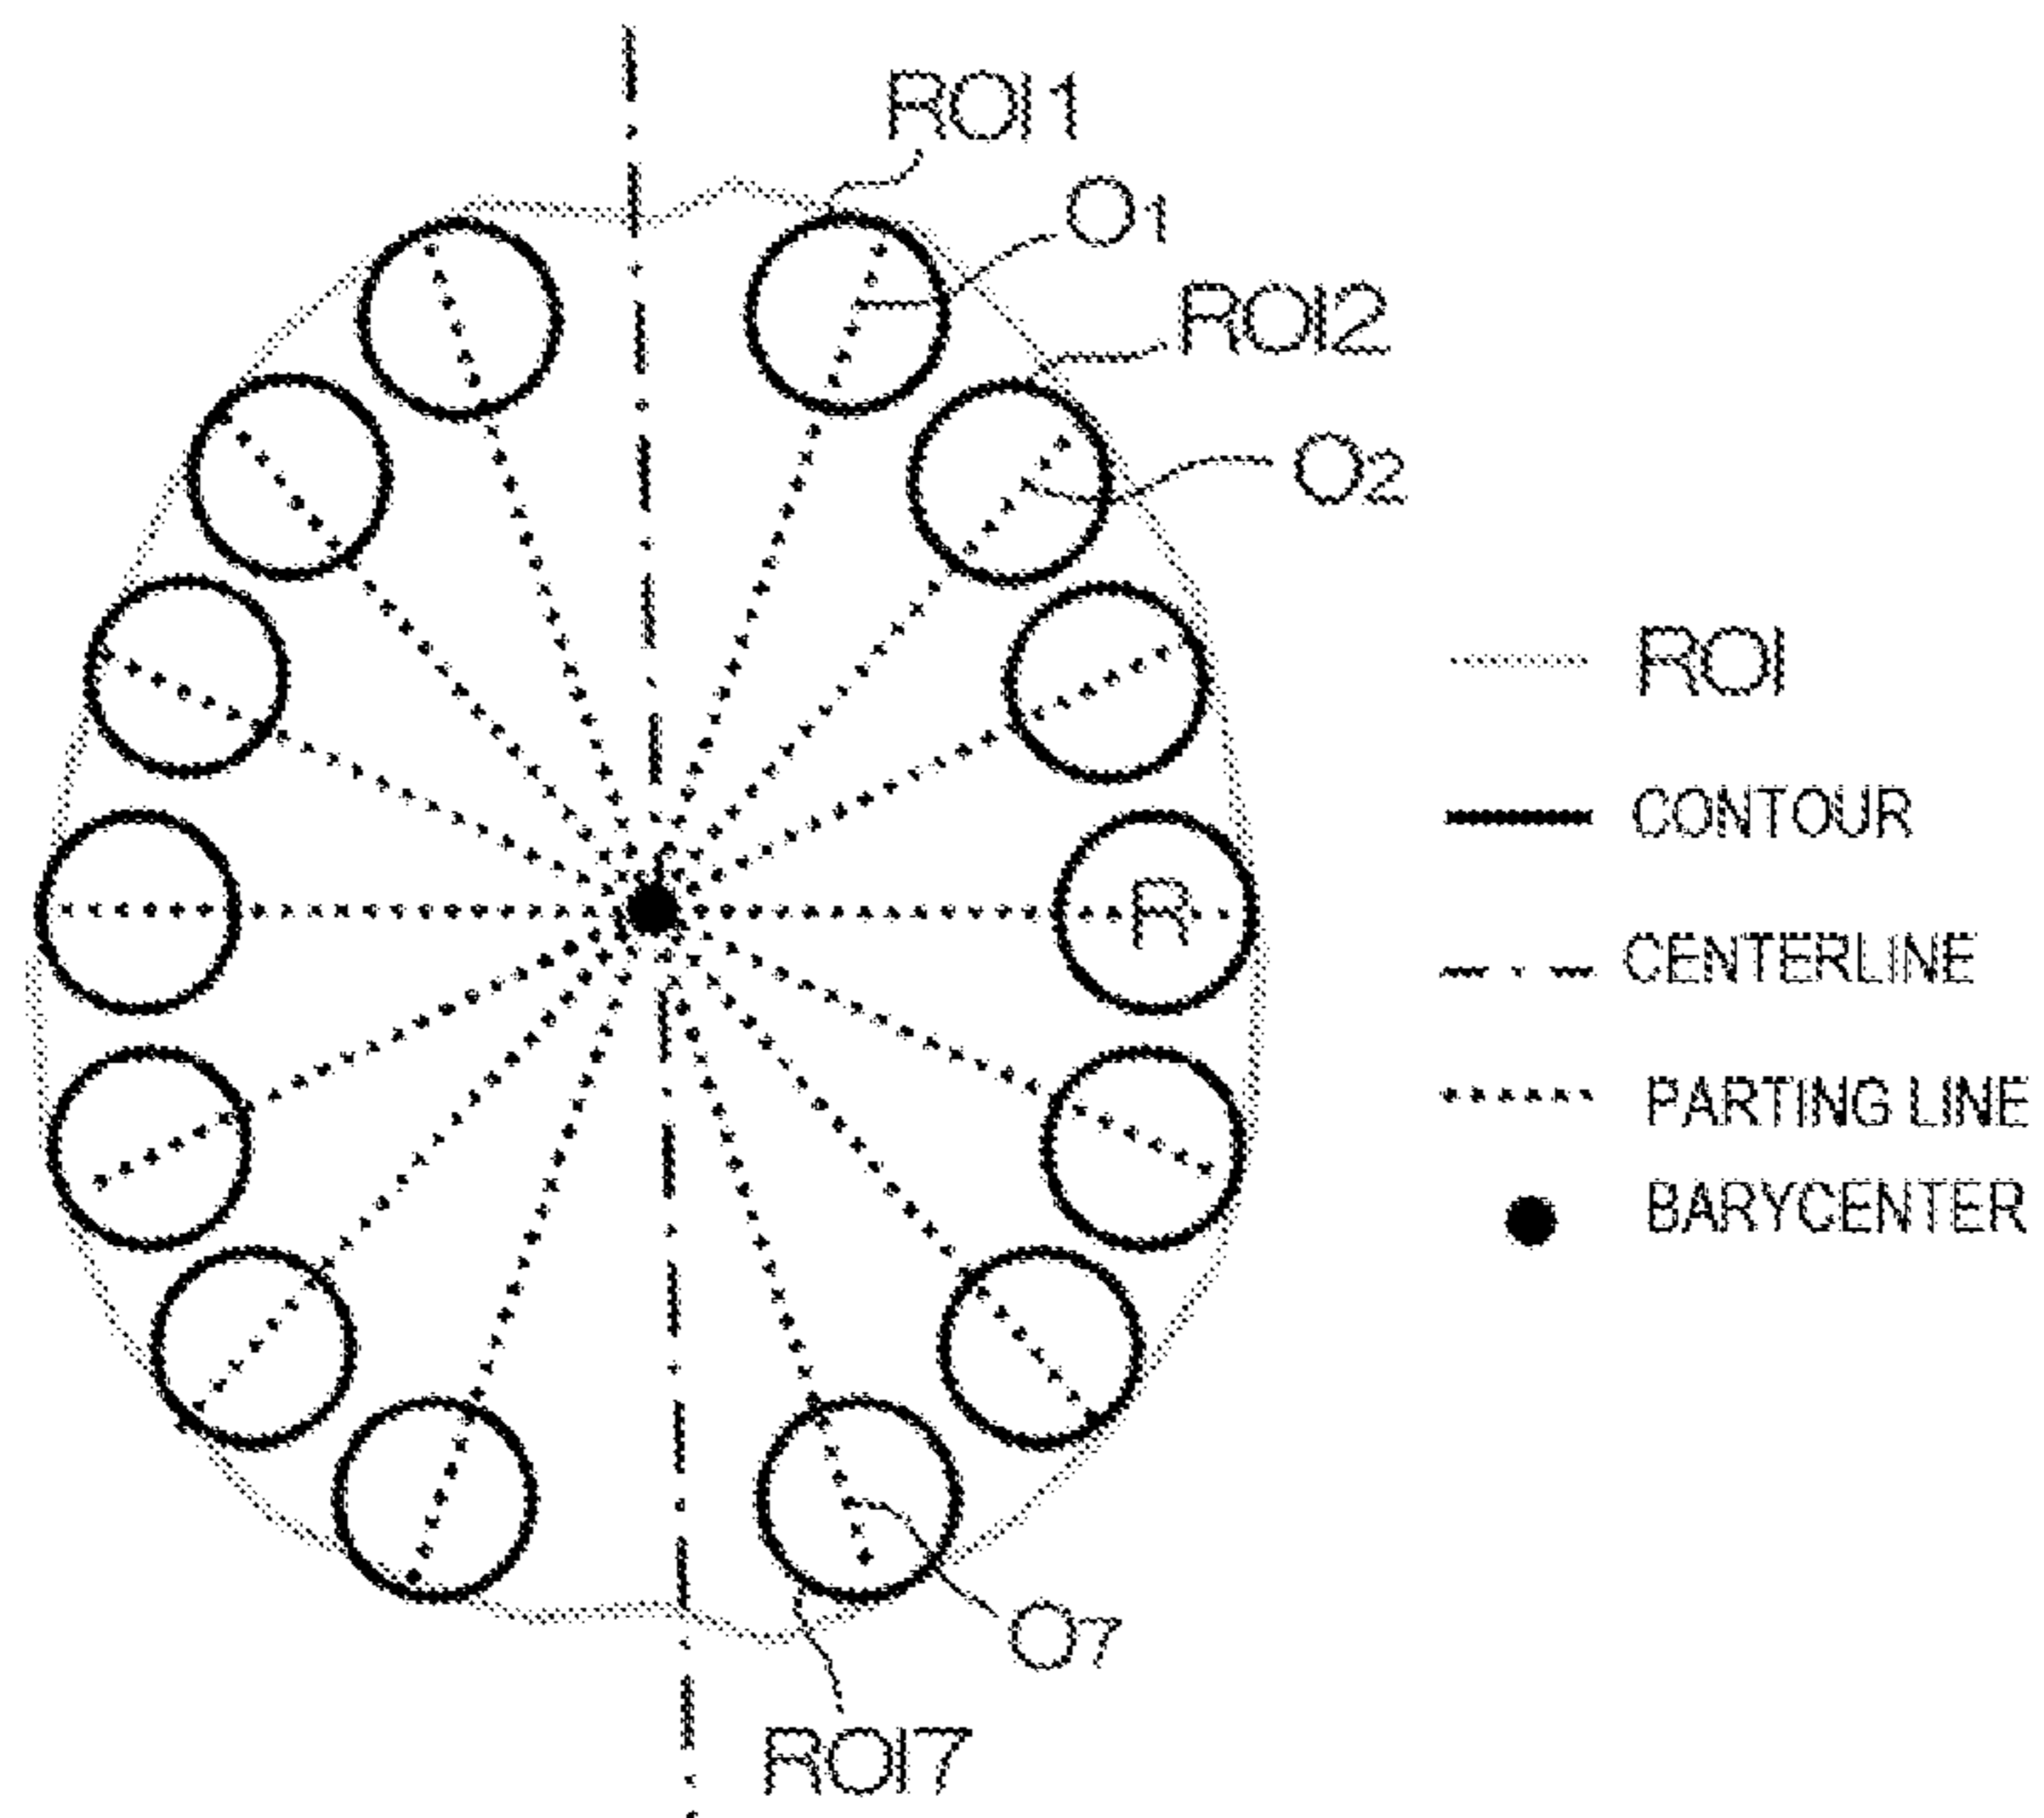 ROI1
O1
ROI2
O2
ROI
CONTOUR
R
CENTERLINE
PARTING LINE
BARYCENTER
O7
ROI7